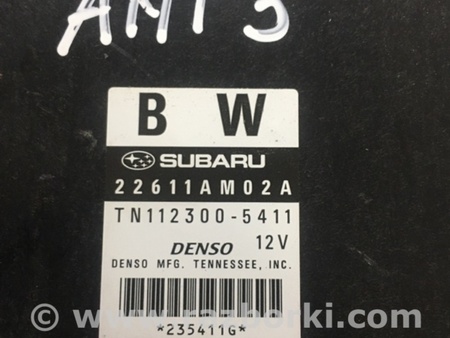 AMT 3
B W
SUBARU
22611AM02A
TN112300-5411
DENSO 12V
DENSO MFG. TENNESSEE, INC.
*235411G*
© www.razborki.com